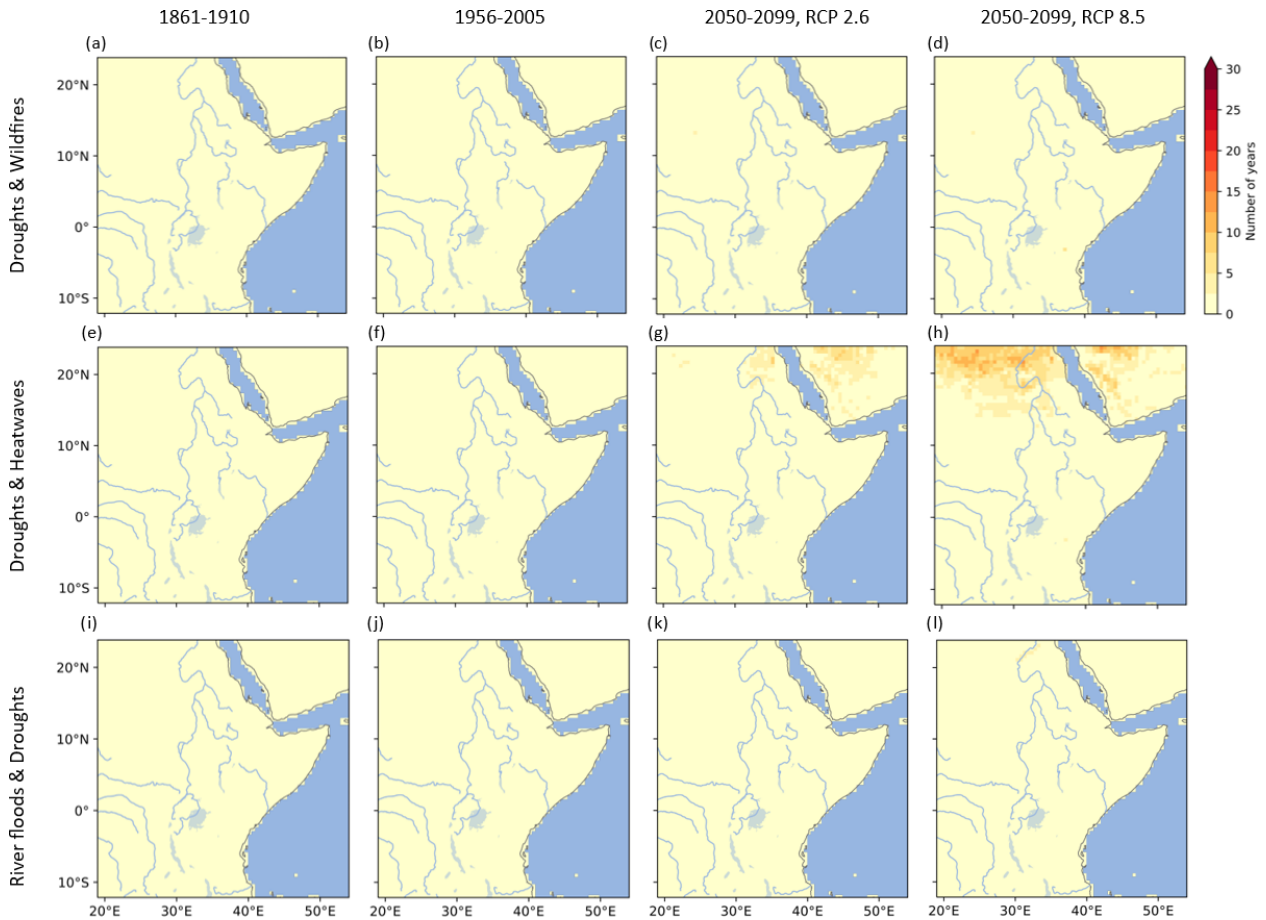 1861-1910
1956-2005
2050-2099, RCP 2.6
2050-2099, RCP 8.5
Droughts & Wildfires
(a)
(b)
(c)
(d)
20°N
10°N
0°
10°S
30
25
20
15
10
5
0
Number of years
Droughts & Heatwaves
(e)
(f)
(g)
(h)
20°N
10°N
0°
10°S
River floods & Droughts
(i)
(j)
(k)
(l)
20°N
10°N
0°
10°S
20°E 30°E 40°E 50°E
20°E 30°E 40°E 50°E
20°E 30°E 40°E 50°E
20°E 30°E 40°E 50°E